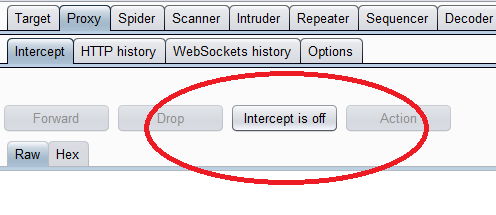 Target Proxy Spider Scanner Intruder Repeater Sequencer Decoder
Intercept HTTP history WebSockets history Options
Forward Drop Intercept is off Action
Raw Hex